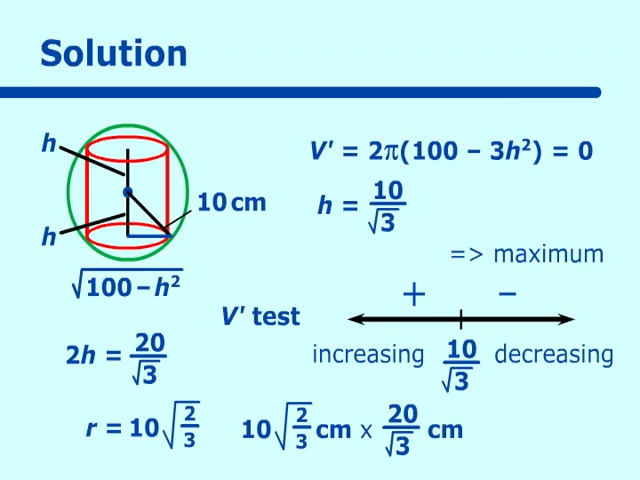 Solution
h
10 cm
h
√100 – h²
V' = 2π(100 – 3h²) = 0
h = 10/√3
=> maximum
V' test
+ –
increasing 10/√3 decreasing
2h = 20/√3
r = 10√2/3
10√2/3 cm x 20/√3 cm